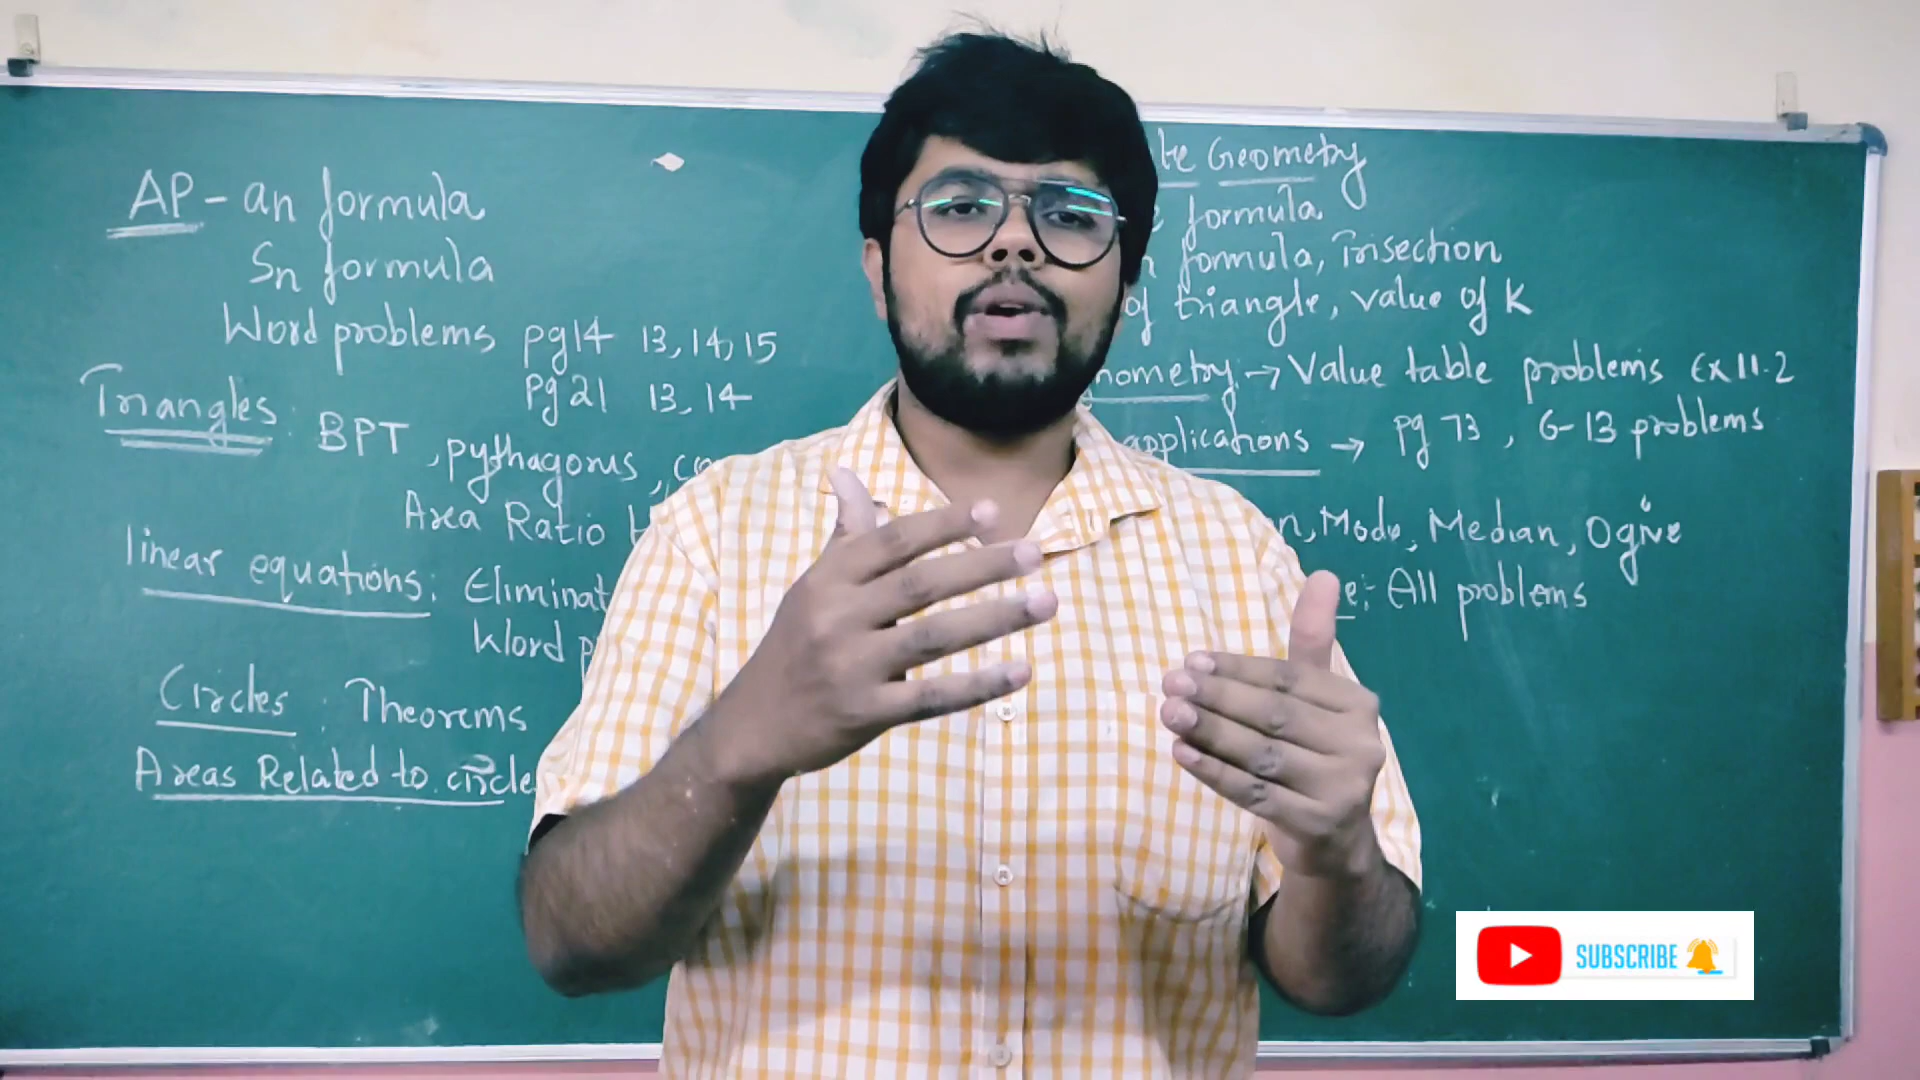 AP - an formula
Sn formula
Word problems pg14 13, 14, 15
Pg 21 13, 14
Triangles : BPT, pythagorus,
Area Ratio
linear equations: Eliminat
Word p
Circles : Theorems
Areas Related to circle
te Geometry
formula
formula, Trisection
of triangle, value of K
nometry → Value table problems Ex 11.2
applications → pg 73, 6-13 problems
n, Mode, Median, Ogive
e: All problems
SUBSCRIBE